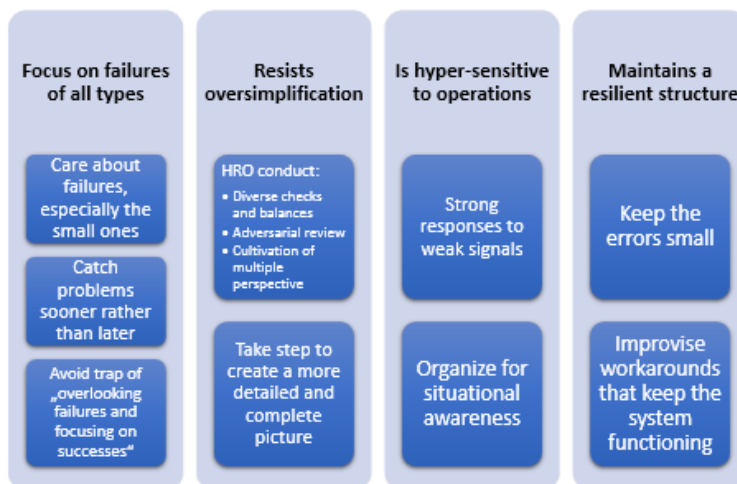 Focus on failures
of all types
Care about
failures,
especially the
small ones
Catch
problems
sooner rather
than later
Avoid trap of
„overlooking
failures and
focusing on
successes“
Resists
oversimplification
HRO conduct:
• Diverse checks
and balances
• Adversarial review
• Cultivation of
multiple
perspective
Take step to
create a more
detailed and
complete
picture
Is hyper-sensitive
to operations
Strong
responses to
weak signals
Organize for
situational
awareness
Maintains a
resilient structure
Keep the
errors small
Improvise
workarounds
that keep the
system
functioning